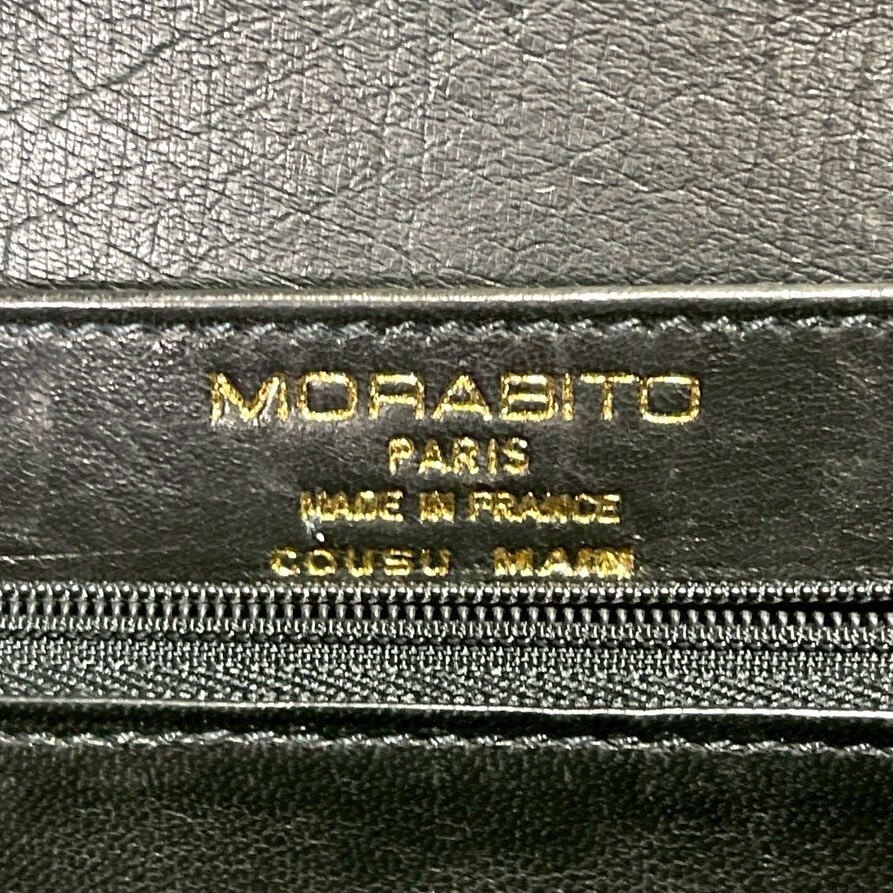 MORABITO
PARIS
MADE IN FRANCE
COUSU MAIN